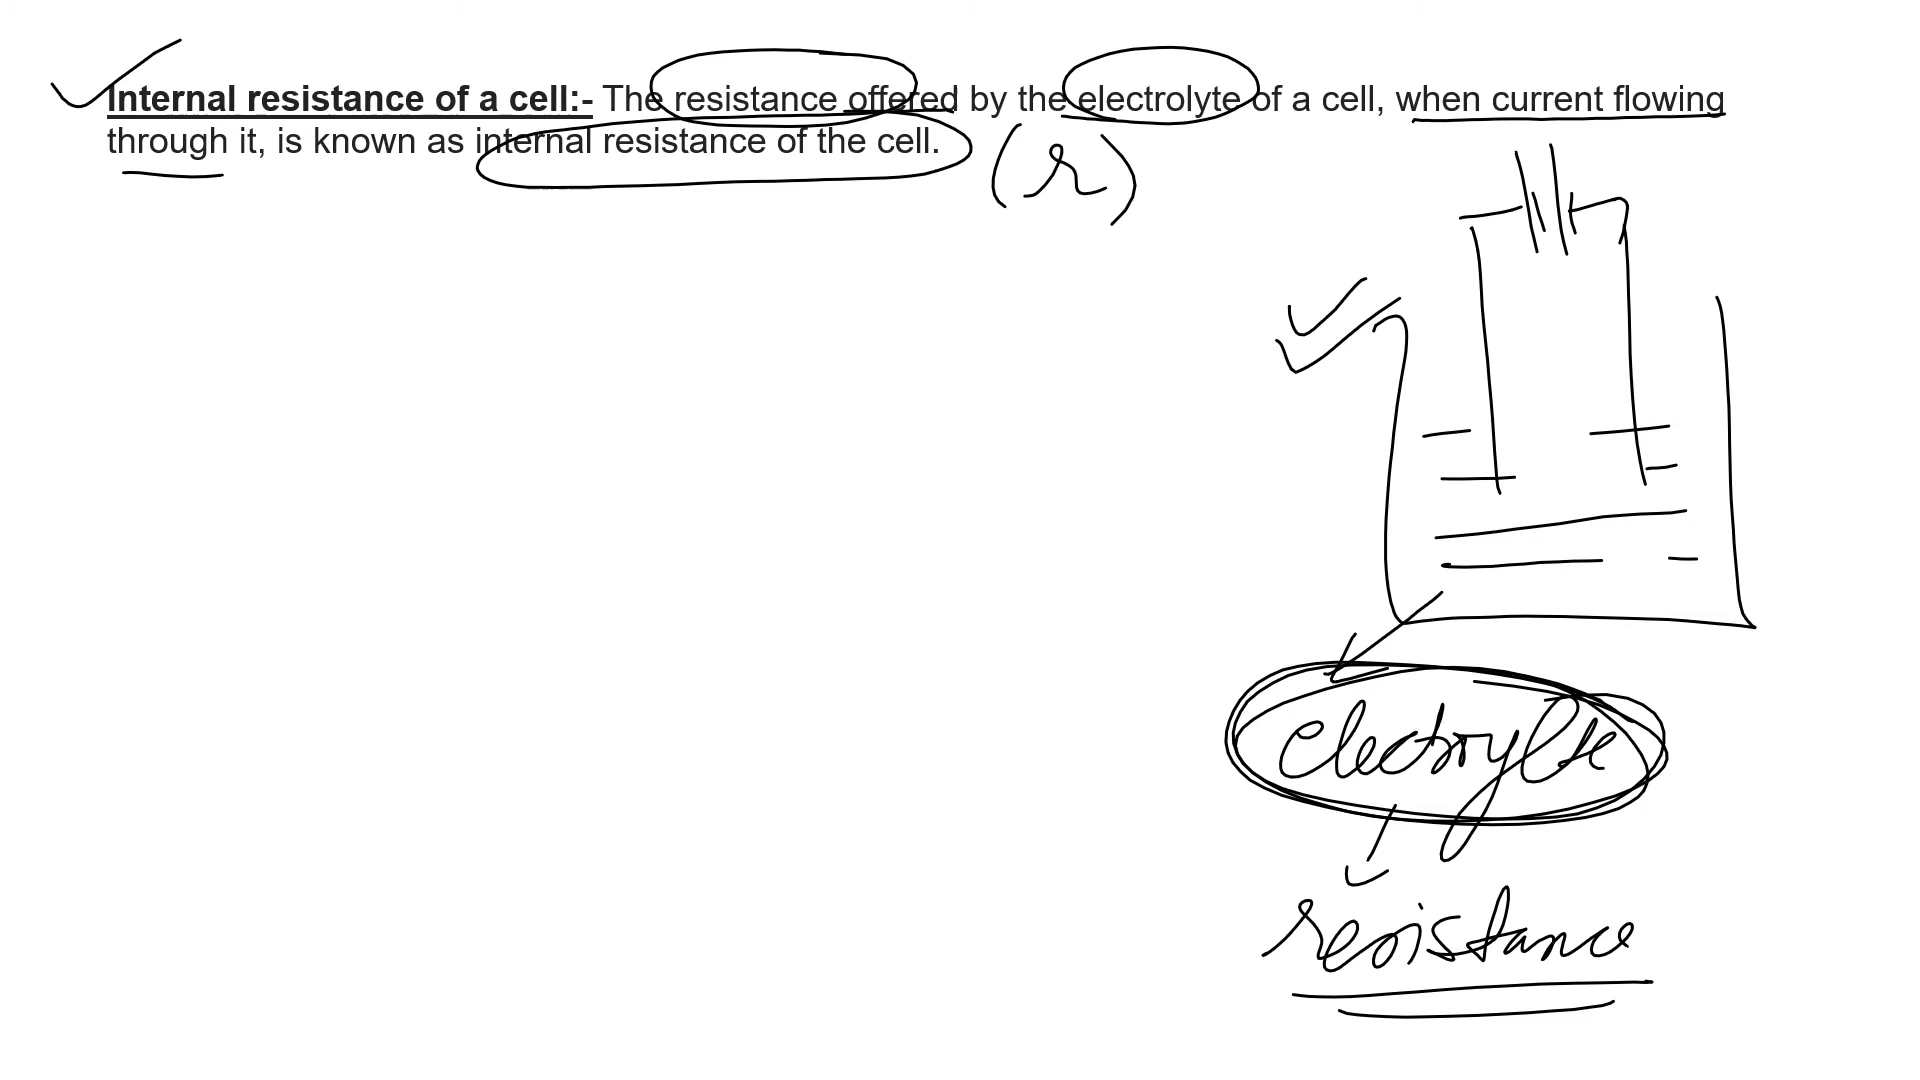 Internal resistance of a cell:- The resistance offered by the electrolyte of a cell, when current flowing
through it, is known as internal resistance of the cell.
(r)
electrolyte
resistance